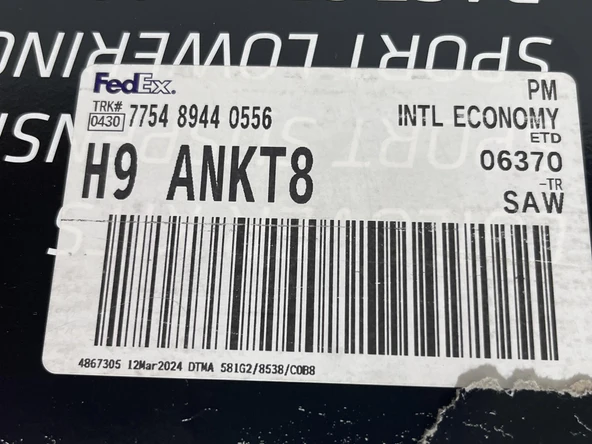 SPORT LOWERING
FedEx.
TRK#
0430
7754 8944 0556
PM
INTL ECONOMY
ETD
H9 ANKT8
06370
-TR
SAW
4867305 12Mar2024 DTMA 581G2/8538/C0B8